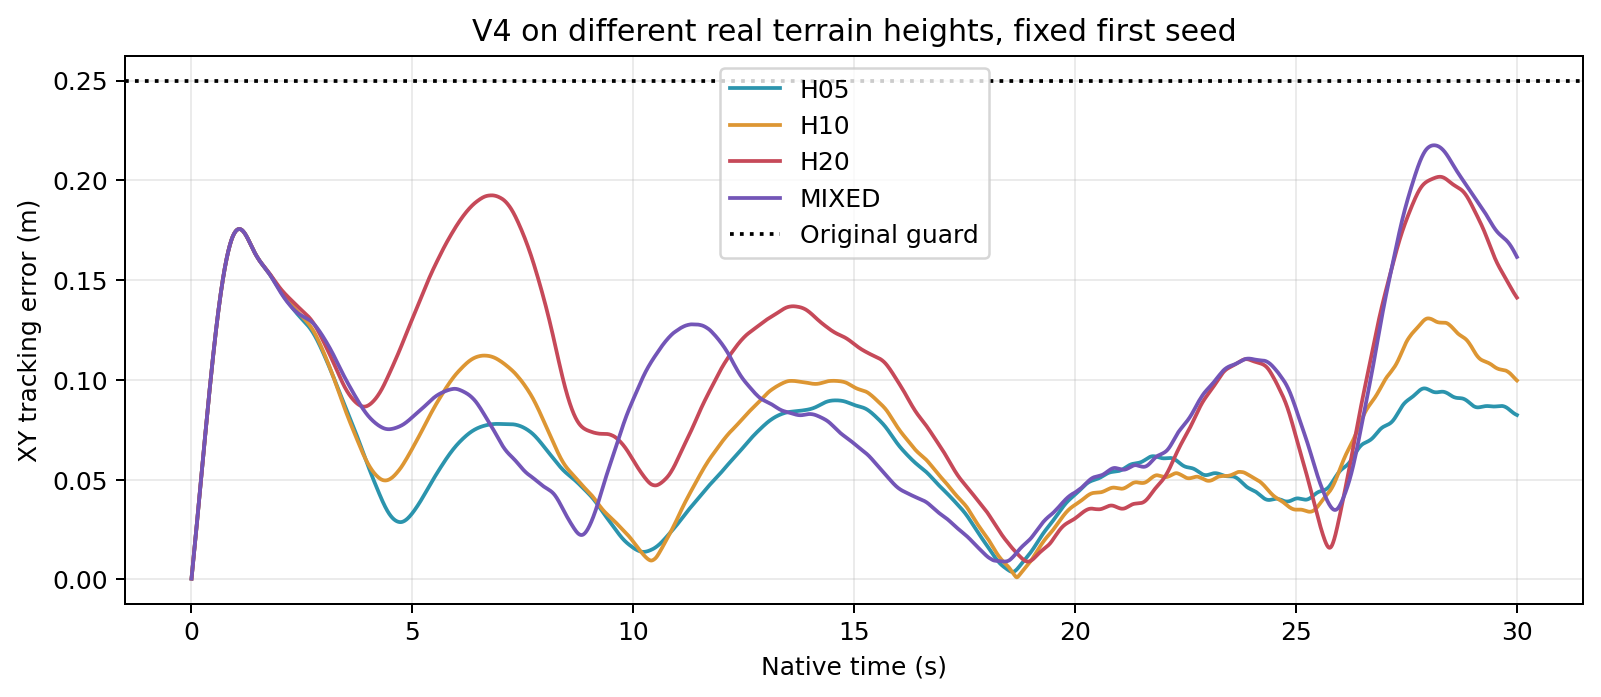 V4 on different real terrain heights, fixed first seed
XY tracking error (m)
0.25
0.20
0.15
0.10
0.05
0.00
H05
H10
H20
MIXED
Original guard
0 5 10 15 20 25 30
Native time (s)